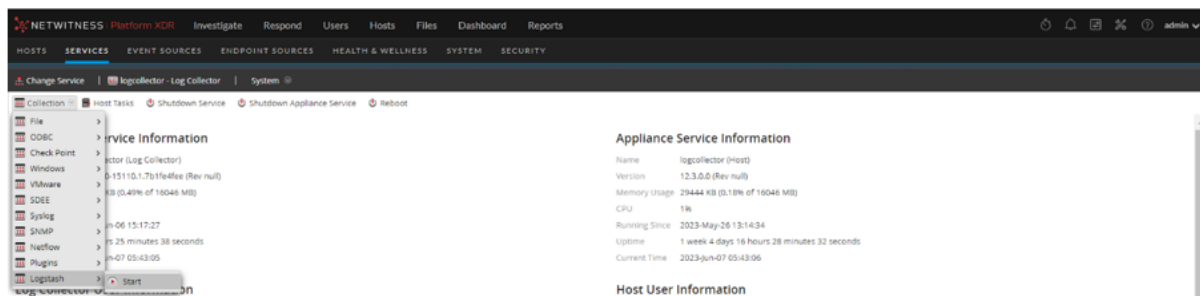 NETWITNESS Platform XDR Investigate Respond Users Hosts Files Dashboard Reports admin
HOSTS SERVICES EVENT SOURCES ENDPOINT SOURCES HEALTH & WELLNESS SYSTEM SECURITY
Change Service | logcollector - Log Collector | System
Collection Host Tasks Shutdown Service Shutdown Appliance Service Reboot
File
ODBC
Check Point
Windows
VMware
SDEE
Syslog
SNMP
Netflow
Plugins
Logstash
Start
rvice Information
ector (Log Collector)
0-15110.1.7b1fe4fee (Rev null)
KB (0.49% of 16046 MB)
un-06 15:17:27
rs 25 minutes 38 seconds
un-07 05:43:05
Appliance Service Information
Name logcollector (Host)
Version 12.3.0.0 (Rev null)
Memory Usage 29444 KB (0.18% of 16046 MB)
CPU 1%
Running Since 2023-May-26 13:14:34
Uptime 1 week 4 days 16 hours 28 minutes 32 seconds
Current Time 2023-Jun-07 05:43:06
Host User Information